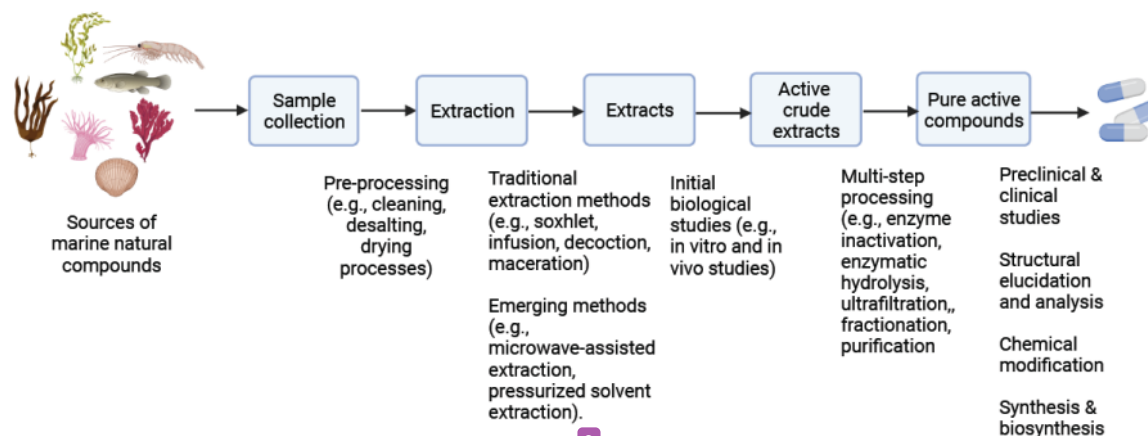 Sample
collection
Extraction
Extracts
Active
crude
extracts
Pure active
compounds
Sources of
marine natural
compounds
Pre-processing
(e.g., cleaning,
desalting,
drying
processes)
Traditional
extraction methods
(e.g., soxhlet,
infusion, decoction,
maceration)
Emerging methods
(e.g.,
microwave-assisted
extraction,
pressurized solvent
extraction).
Initial
biological
studies (e.g.,
in vitro and in
vivo studies)
Multi-step
processing
(e.g., enzyme
inactivation,
enzymatic
hydrolysis,
ultrafiltration,,
fractionation,
purification
Preclinical &
clinical
studies
Structural
elucidation
and analysis
Chemical
modification
Synthesis &
biosynthesis